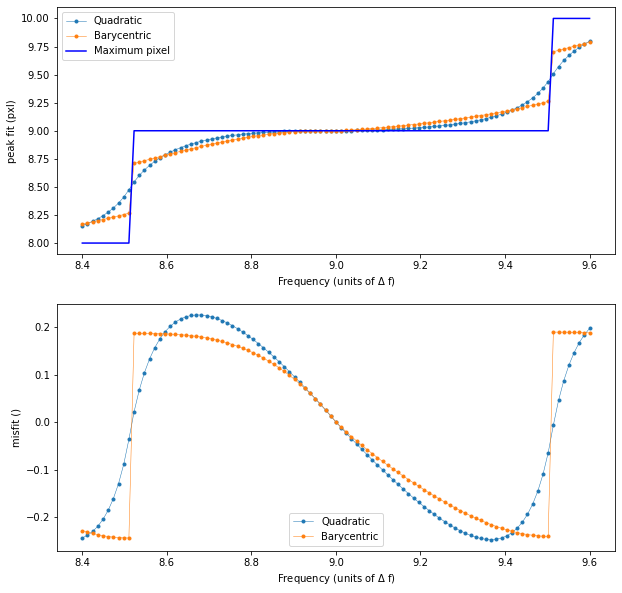 10.00
9.75
9.50
9.25
9.00
8.75
8.50
8.25
8.00
peak fit (pxl)
Quadratic
Barycentric
Maximum pixel
8.4 8.6 8.8 9.0 9.2 9.4 9.6
Frequency (units of Δ f)
0.2
0.1
0.0
−0.1
−0.2
misfit ()
Quadratic
Barycentric
8.4 8.6 8.8 9.0 9.2 9.4 9.6
Frequency (units of Δ f)